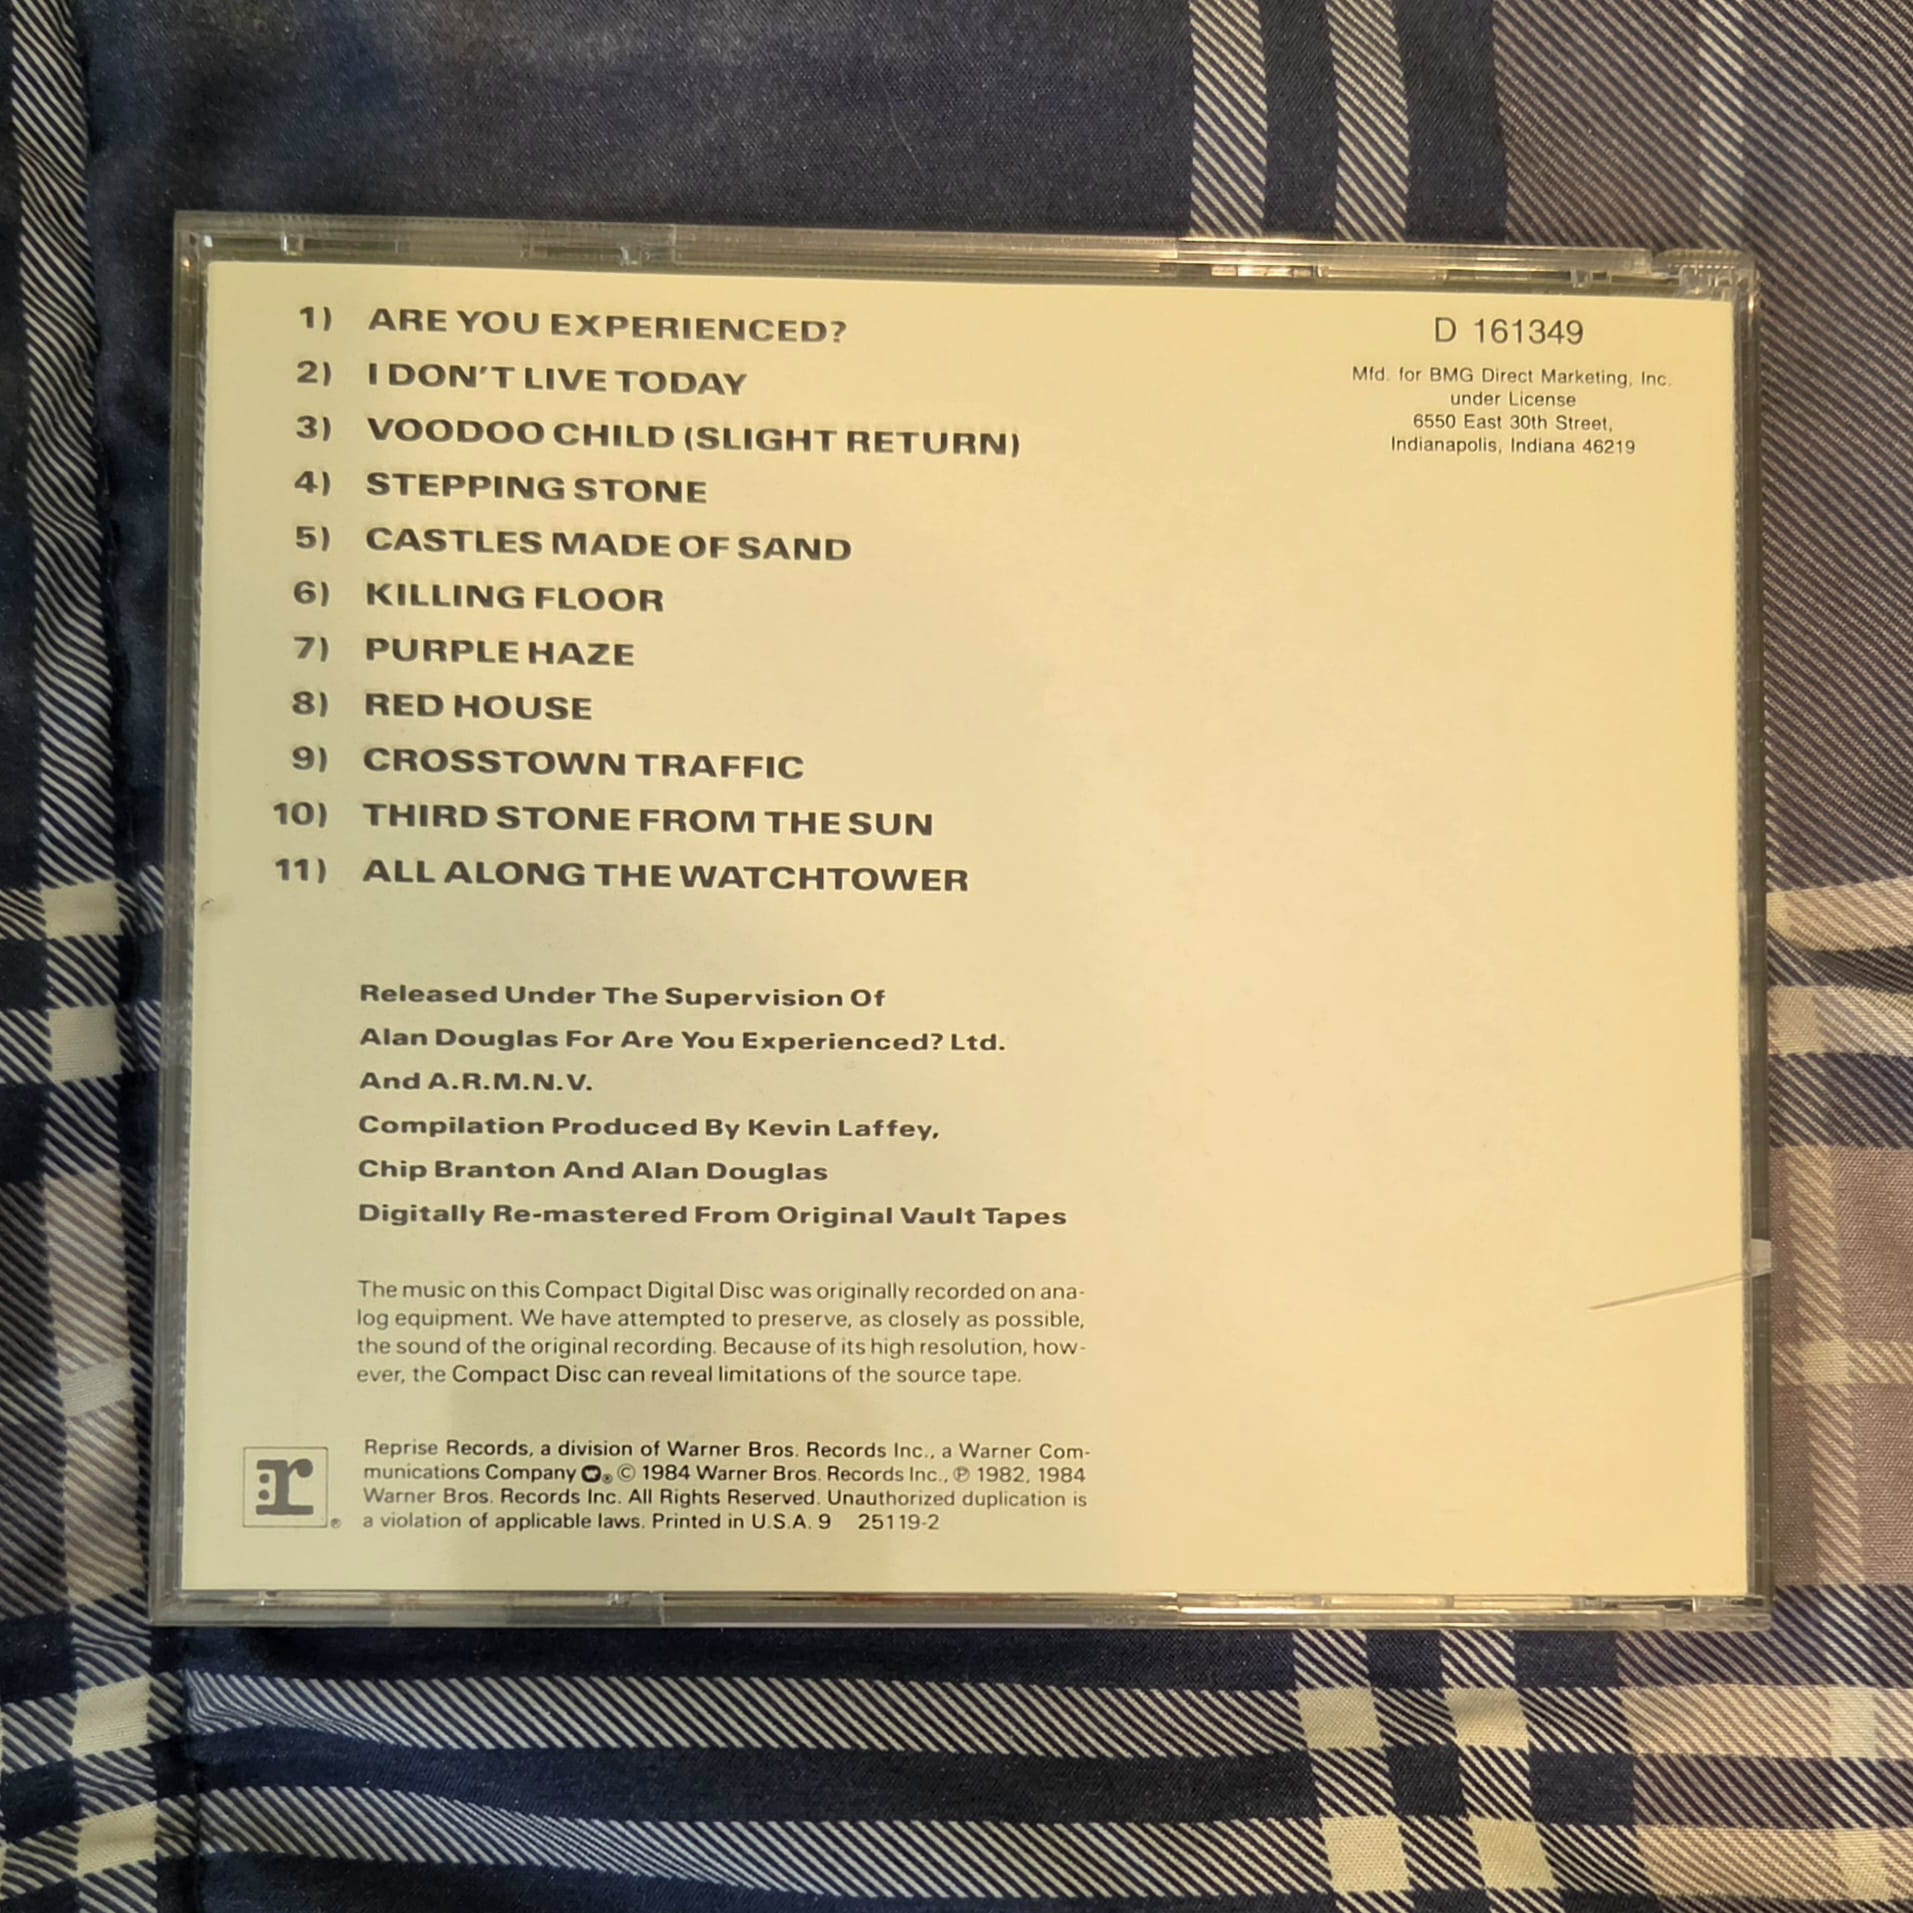 1) ARE YOU EXPERIENCED?
2) I DON'T LIVE TODAY
3) VOODOO CHILD (SLIGHT RETURN)
4) STEPPING STONE
5) CASTLES MADE OF SAND
6) KILLING FLOOR
7) PURPLE HAZE
8) RED HOUSE
9) CROSSTOWN TRAFFIC
10) THIRD STONE FROM THE SUN
11) ALL ALONG THE WATCHTOWER
D 161349
Mfd. for BMG Direct Marketing, Inc.
under License
6550 East 30th Street,
Indianapolis, Indiana 46219
Released Under The Supervision Of
Alan Douglas For Are You Experienced? Ltd.
And A.R.M.N.V.
Compilation Produced By Kevin Laffey,
Chip Branton And Alan Douglas
Digitally Re-mastered From Original Vault Tapes
The music on this Compact Digital Disc was originally recorded on ana-
log equipment. We have attempted to preserve, as closely as possible,
the sound of the original recording. Because of its high resolution, how-
ever, the Compact Disc can reveal limitations of the source tape.
:r ®
Reprise Records, a division of Warner Bros. Records Inc., a Warner Com-
munications Company W ® © 1984 Warner Bros. Records Inc., ℗ 1982, 1984
Warner Bros. Records Inc. All Rights Reserved. Unauthorized duplication is
a violation of applicable laws. Printed in U.S.A. 9 25119-2